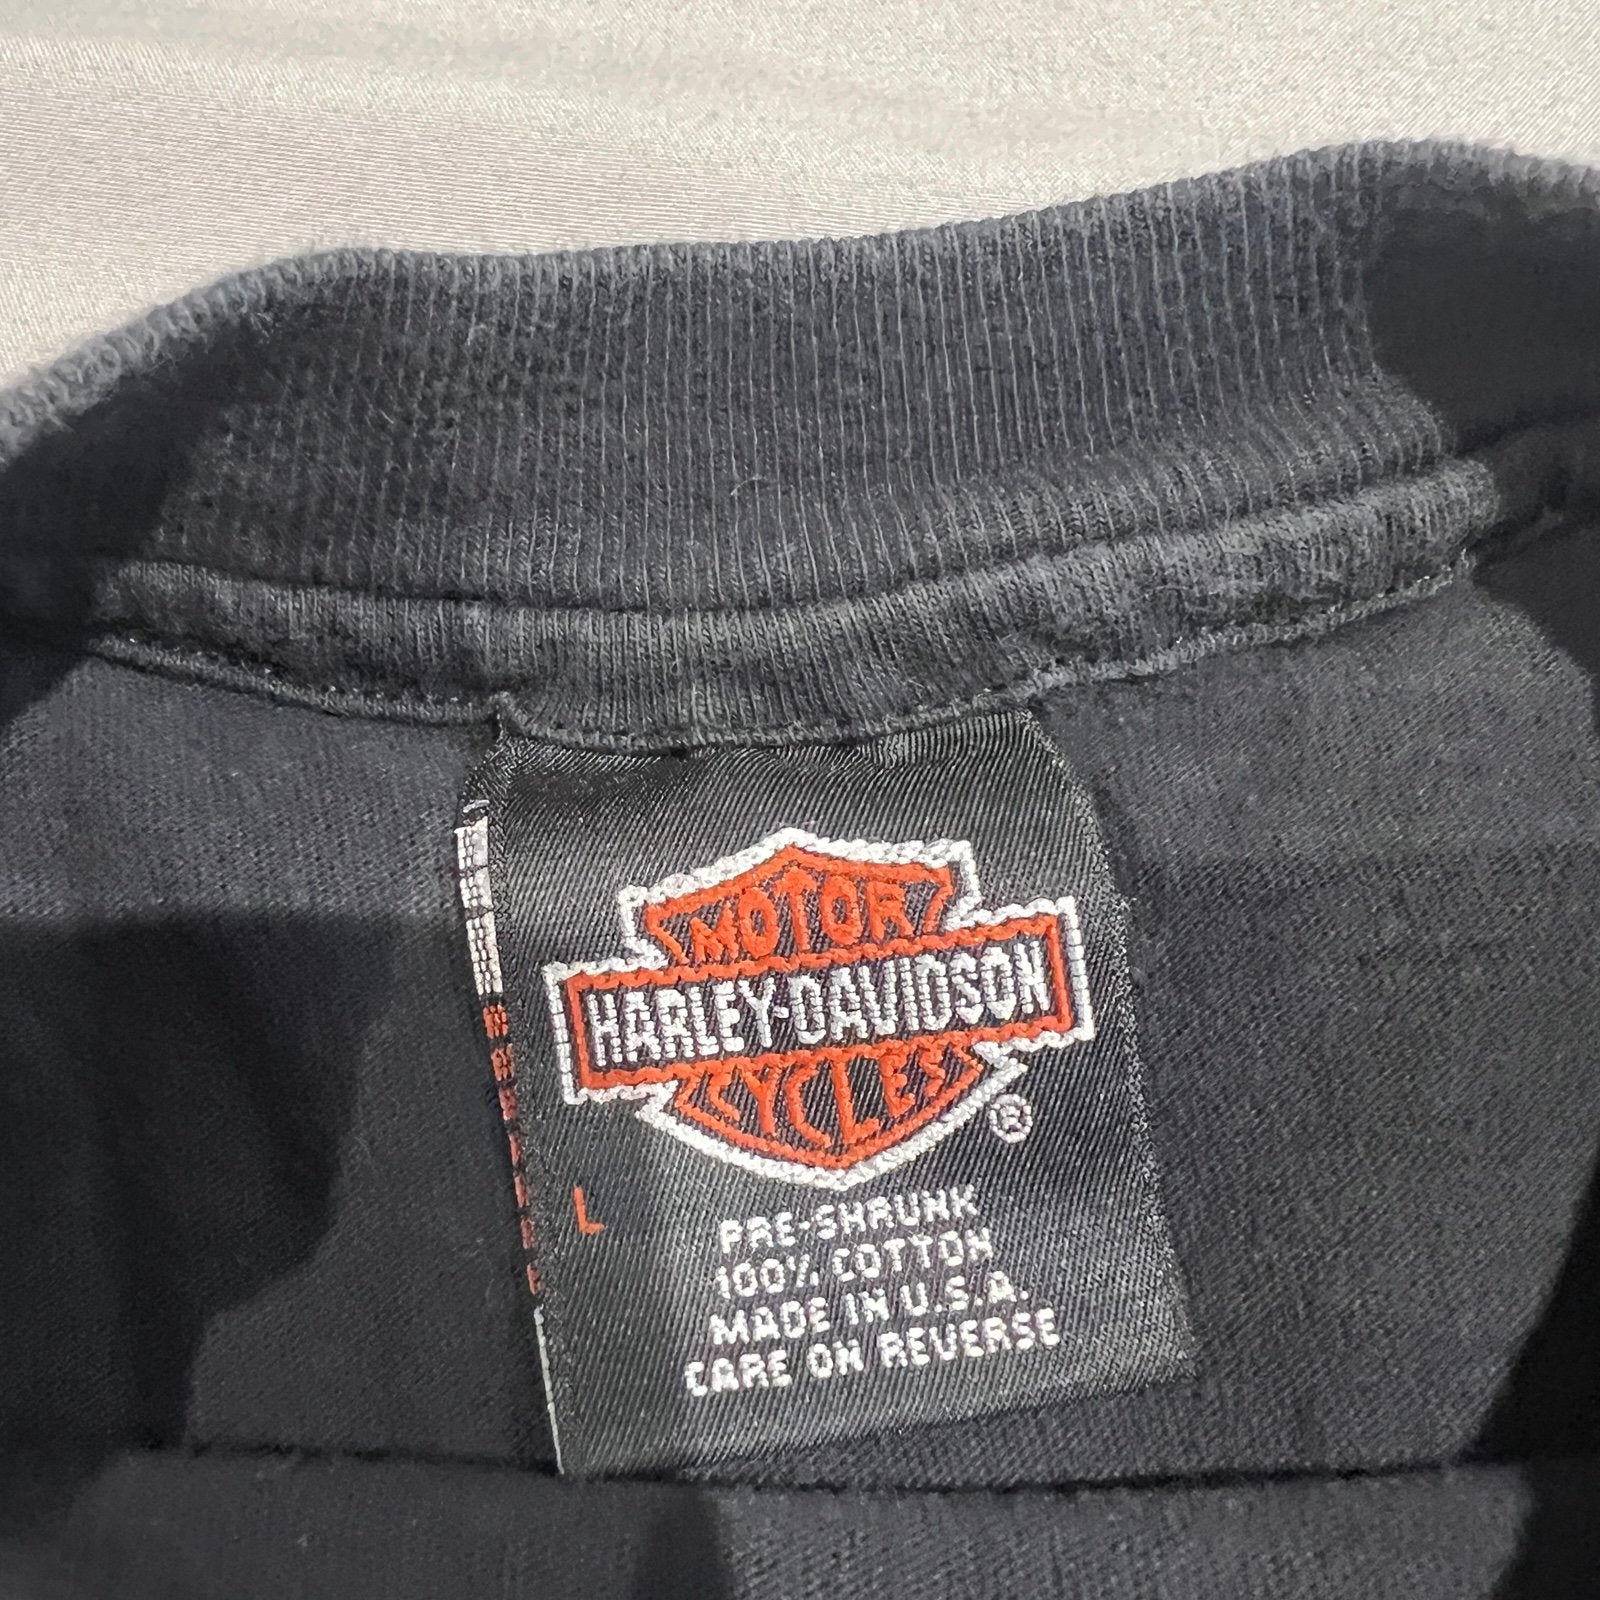 MOTOR
HARLEY-DAVIDSON
CYCLES
®
L
PRE-SHRUNK
100% COTTON
MADE IN U.S.A.
CARE ON REVERSE